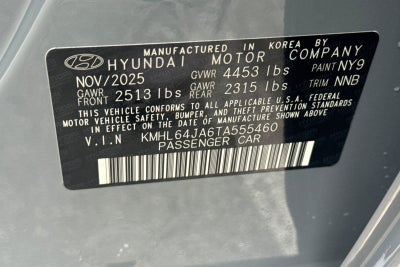 MANUFACTURED IN KOREA BY
HYUNDAI MOTOR COMPANY
NOV/2025 GVWR 4453 lbs PAINT NY9
GAWR FRONT 2513 lbs GAWR REAR 2315 lbs TRIM NNB
THIS VEHICLE CONFORMS TO ALL APPLICABLE U.S.A. FEDERAL
MOTOR VEHICLE SAFETY, BUMPER, AND THEFT PREVENTION STANDARDS
IN EFFECT ON THE DATE OF MANUFACTURE SHOWN ABOVE.
V.I.N KMHL64JA6TA555460
PASSENGER CAR